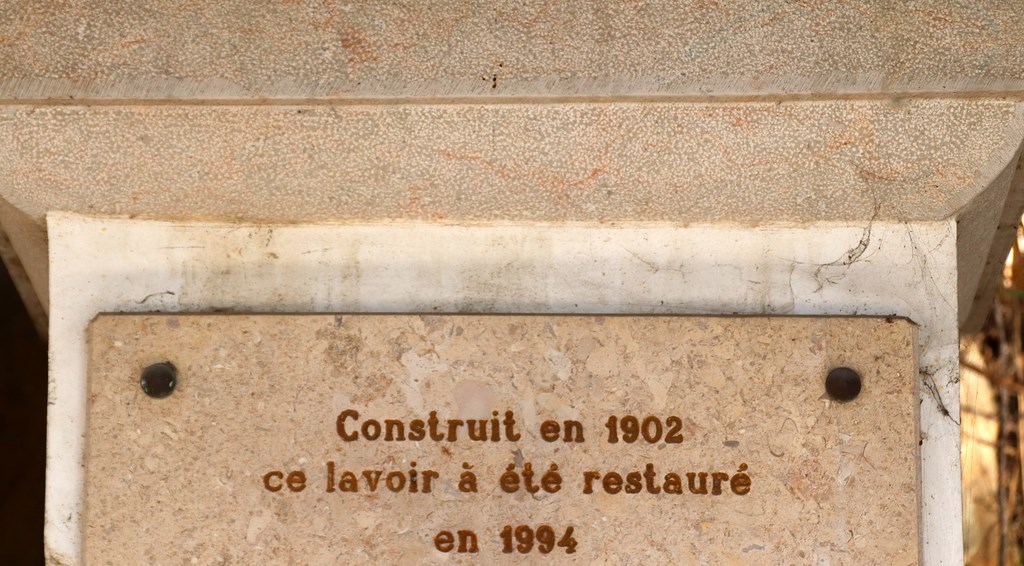 Construit en 1902
ce lavoir à été restauré
en 1994